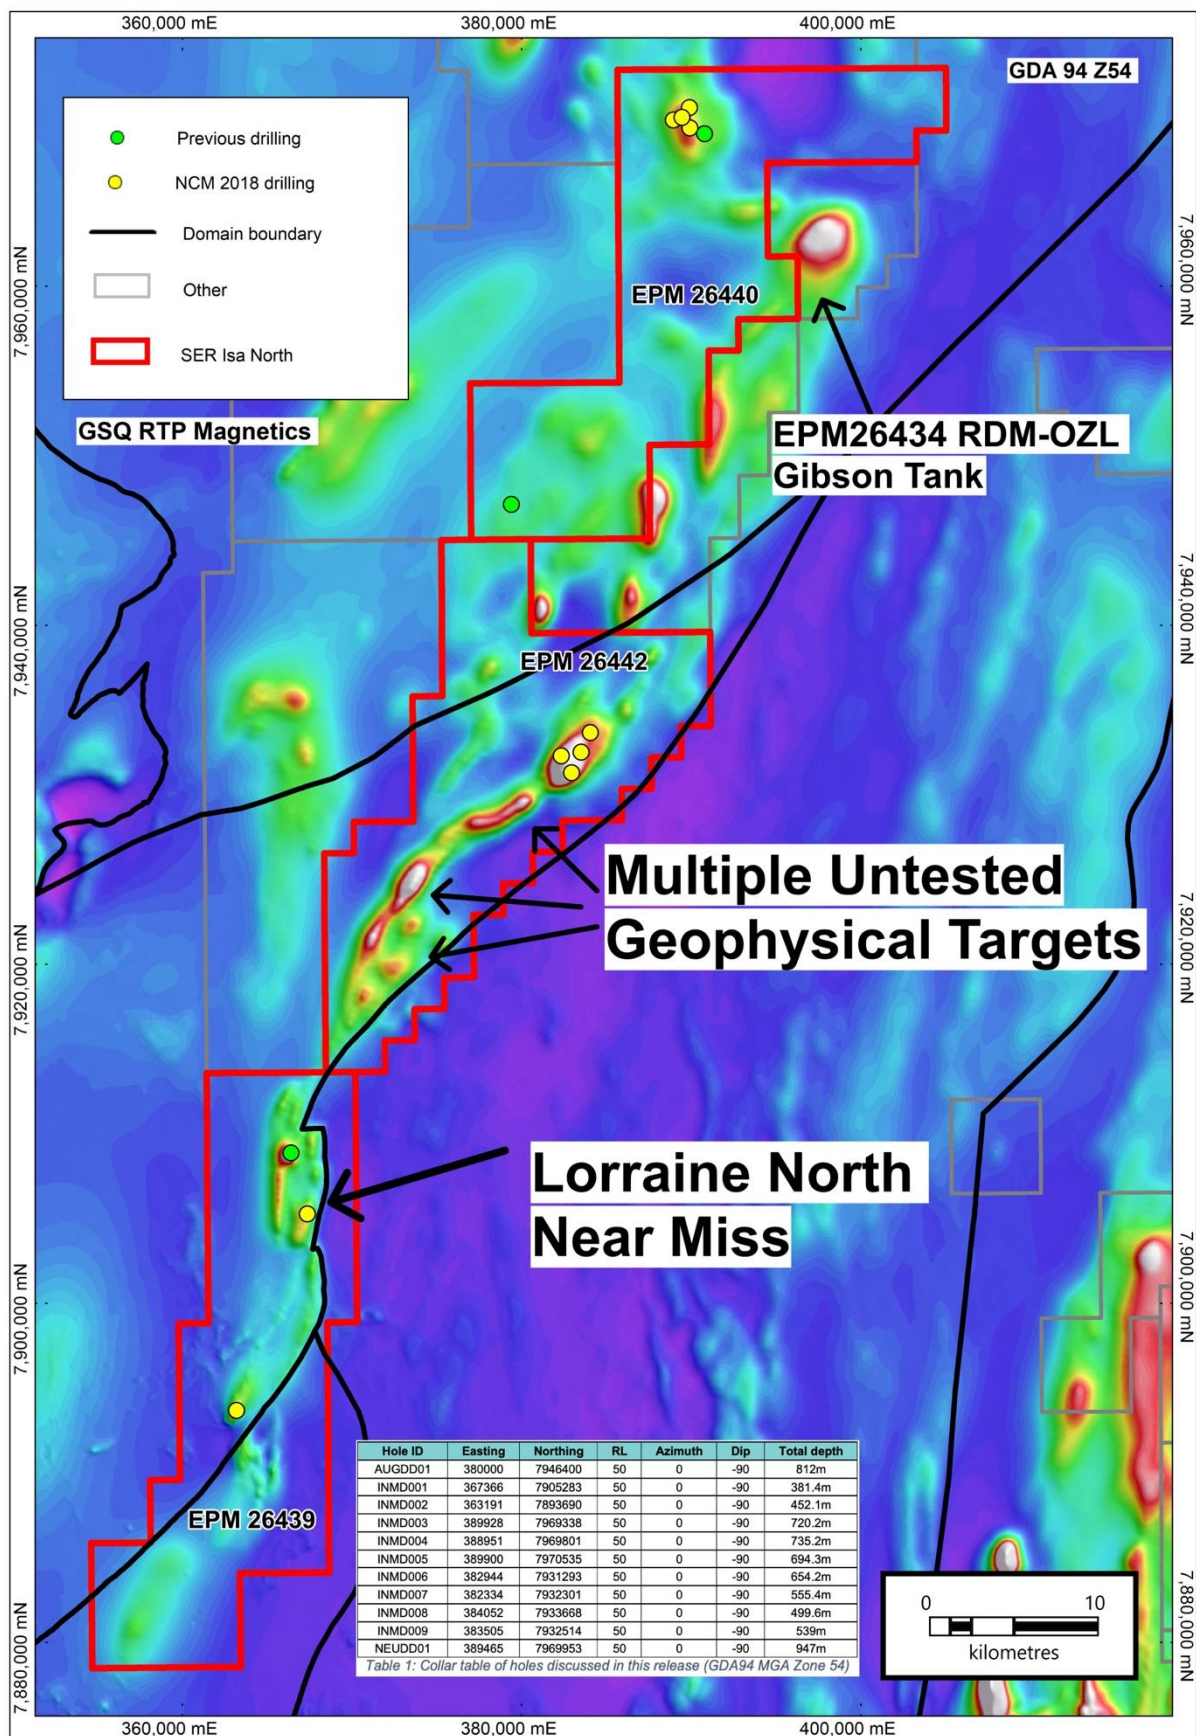 360,000 mE
380,000 mE
400,000 mE
GDA 94 Z54
Previous drilling
NCM 2018 drilling
Domain boundary
Other
SER Isa North
GSQ RTP Magnetics
7,960,000 mN
7,960,000 mN
EPM 26440
EPM26434 RDM-OZL
Gibson Tank
7,940,000 mN
7,940,000 mN
EPM 26442
Multiple Untested
Geophysical Targets
7,920,000 mN
7,920,000 mN
Lorraine North
Near Miss
7,900,000 mN
7,900,000 mN
EPM 26439
Hole ID Easting Northing RL Azimuth Dip Total depth
AUGDD01 380000 7946400 50 0 -90 812m
INMD001 367366 7905283 50 0 -90 381.4m
INMD002 363191 7893690 50 0 -90 452.1m
INMD003 389928 7969338 50 0 -90 720.2m
INMD004 388951 7969801 50 0 -90 735.2m
INMD005 389900 7970535 50 0 -90 694.3m
INMD006 382944 7931293 50 0 -90 654.2m
INMD007 382334 7932301 50 0 -90 555.4m
INMD008 384052 7933668 50 0 -90 499.6m
INMD009 383505 7932514 50 0 -90 539m
NEUDD01 389465 7969953 50 0 -90 947m
Table 1: Collar table of holes discussed in this release (GDA94 MGA Zone 54)
0 10
kilometres
7,880,000 mN
7,880,000 mN
360,000 mE
380,000 mE
400,000 mE